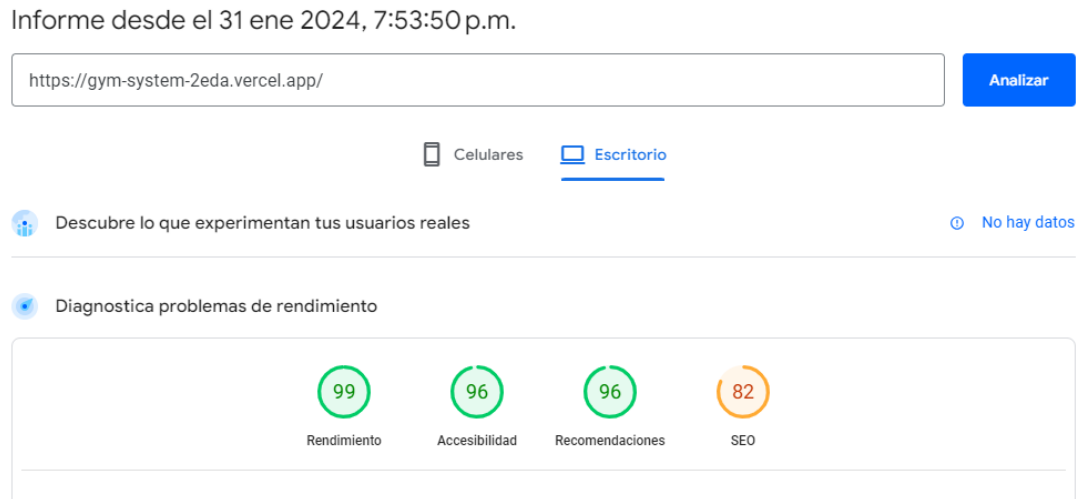 Informe desde el 31 ene 2024, 7:53:50 p.m.
https://gym-system-2eda.vercel.app/
Analizar
Celulares
Escritorio
Descubre lo que experimentan tus usuarios reales
No hay datos
Diagnostica problemas de rendimiento
99
96
96
82
Rendimiento
Accesibilidad
Recomendaciones
SEO